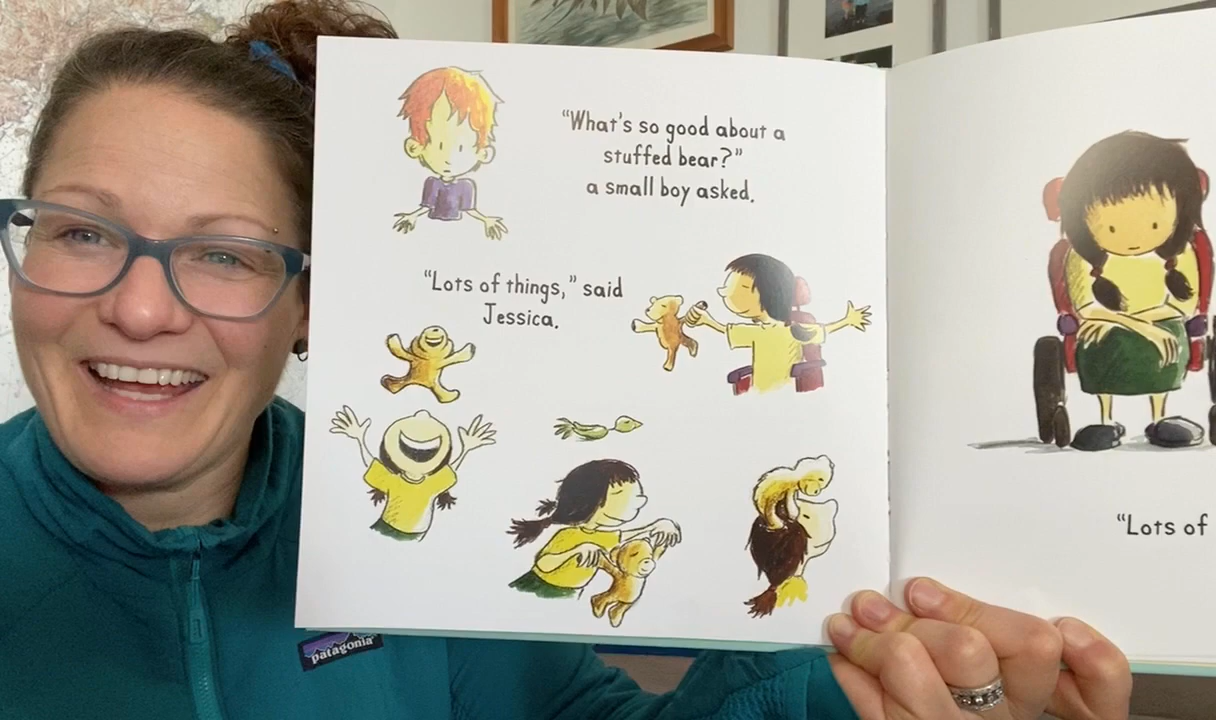 “What’s so good about a
stuffed bear?”
a small boy asked.
“Lots of things,” said
Jessica.
“Lots of
patagonia